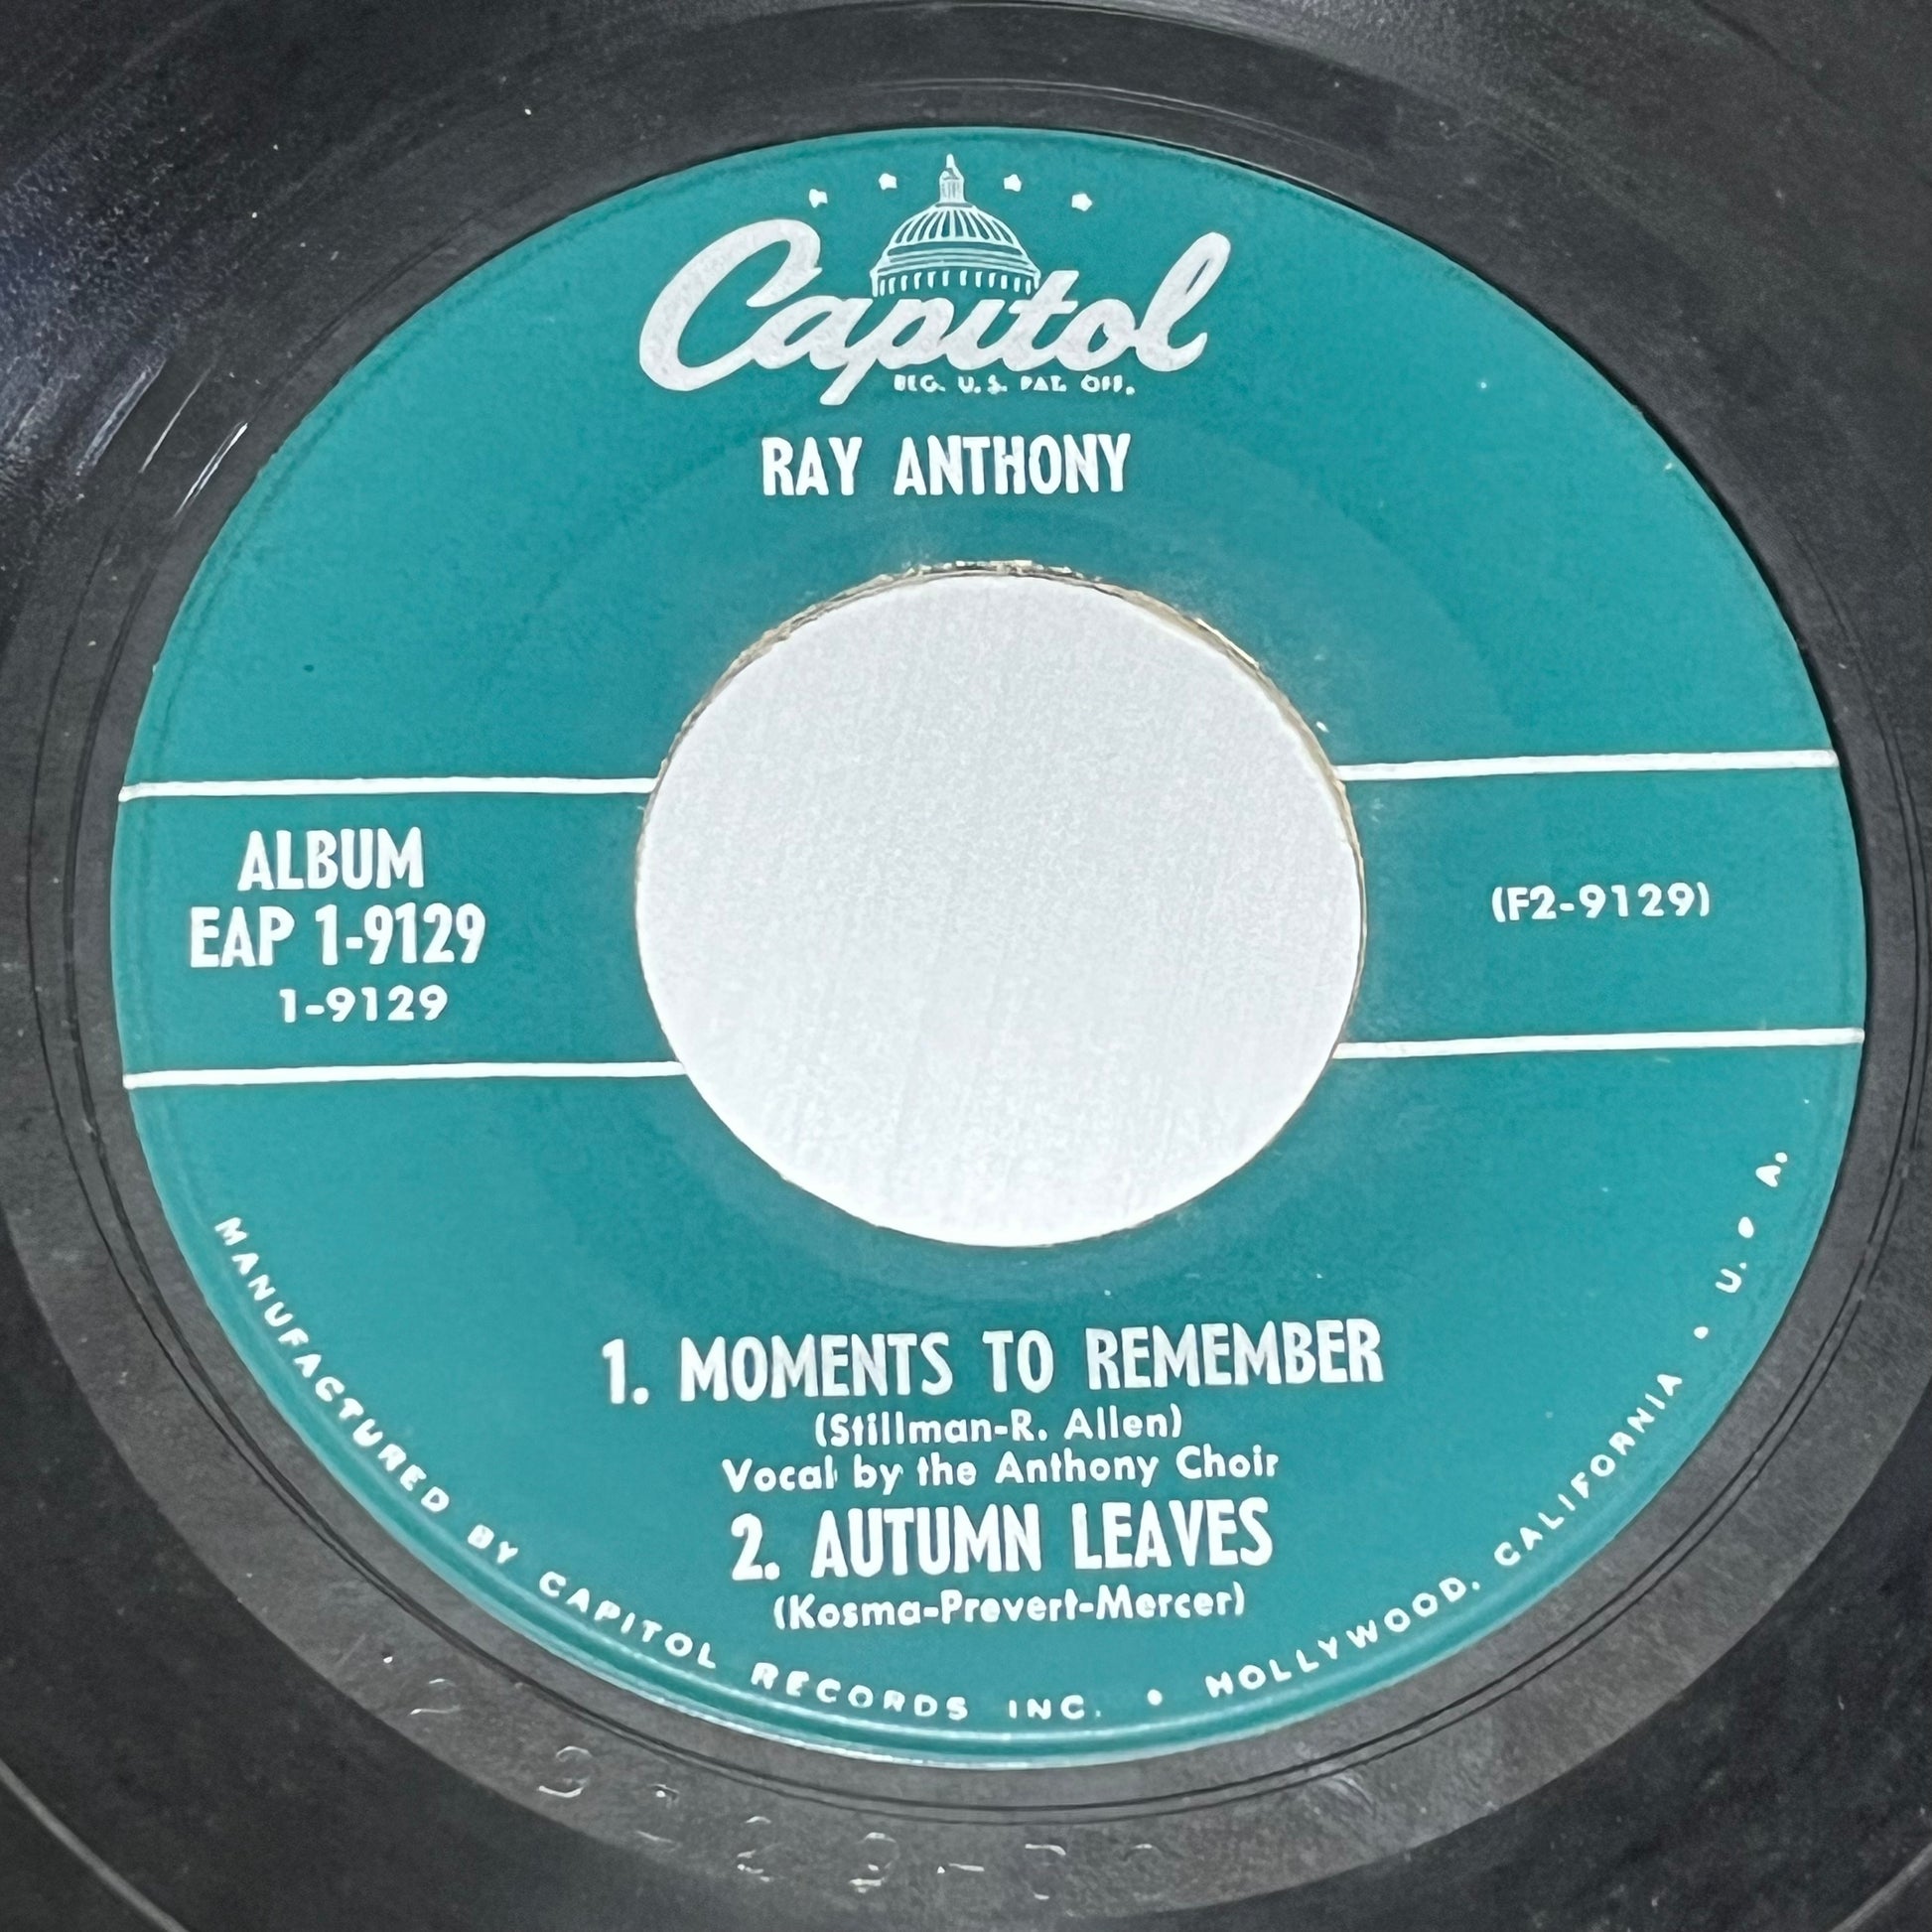 Capitol
REG. U.S. PAT. OFF.
RAY ANTHONY
ALBUM
EAP 1-9129
1-9129
(F2-9129)
1. MOMENTS TO REMEMBER
(Stillman-R. Allen)
Vocal by the Anthony Choir
2. AUTUMN LEAVES
(Kosma-Prevert-Mercer)
MANUFACTURED BY CAPITOL RECORDS INC. • HOLLYWOOD, CALIFORNIA • U. S. A.